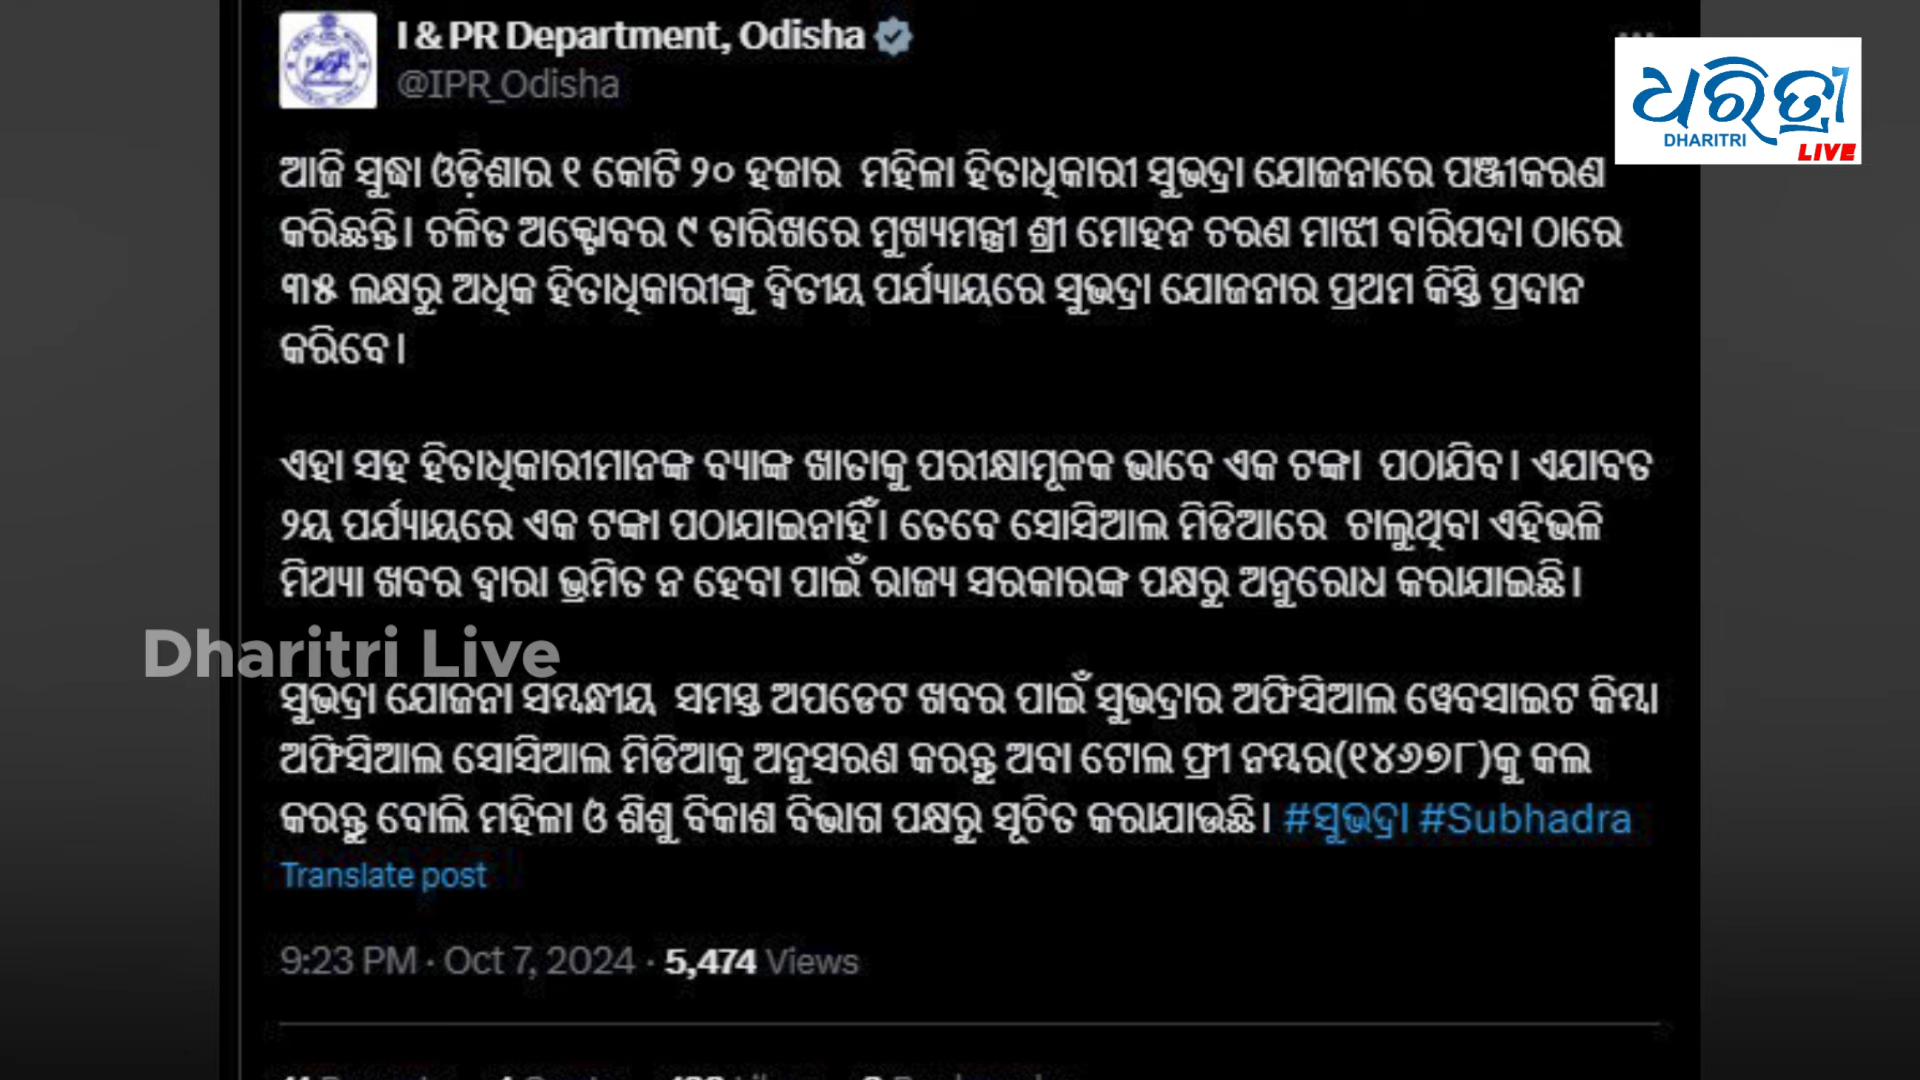 I & PR Department, Odisha
@IPR_Odisha
ଧରିତ୍ରୀ
DHARITRI
LIVE
ଆଜି ସୁଦ୍ଧା ଓଡ଼ିଶାର ୧ କୋଟି ୨୦ ହଜାର ମହିଳା ହିତାଧିକାରୀ ସୁଭଦ୍ରା ଯୋଜନାରେ ପଞ୍ଜୀକରଣ
କରିଛନ୍ତି। ଚଳିତ ଅକ୍ଟୋବର ୯ ତାରିଖରେ ମୁଖ୍ୟମନ୍ତ୍ରୀ ଶ୍ରୀ ମୋହନ ଚରଣ ମାଝୀ ବାରିପଦା ଠାରେ
୩୫ ଲକ୍ଷରୁ ଅଧିକ ହିତାଧିକାରୀଙ୍କୁ ଦ୍ୱିତୀୟ ପର୍ଯ୍ୟାୟରେ ସୁଭଦ୍ରା ଯୋଜନାର ପ୍ରଥମ କିସ୍ତି ପ୍ରଦାନ
କରିବେ।
ଏହା ସହ ହିତାଧିକାରୀମାନଙ୍କ ବ୍ୟାଙ୍କ ଖାତାକୁ ପରୀକ୍ଷାମୂଳକ ଭାବେ ଏକ ଟଙ୍କା ପଠାଯିବ। ଏଯାବତ
୨ୟ ପର୍ଯ୍ୟାୟରେ ଏକ ଟଙ୍କା ପଠାଯାଇନାହିଁ। ତେବେ ସୋସିଆଲ ମିଡିଆରେ ଚାଲୁଥିବା ଏହିଭଳି
ମିଥ୍ୟା ଖବର ଦ୍ୱାରା ଭ୍ରମିତ ନ ହେବା ପାଇଁ ରାଜ୍ୟ ସରକାରଙ୍କ ପକ୍ଷରୁ ଅନୁରୋଧ କରାଯାଇଛି।
Dharitri Live
ସୁଭଦ୍ରା ଯୋଜନା ସମ୍ବନ୍ଧୀୟ ସମସ୍ତ ଅପଡେଟ ଖବର ପାଇଁ ସୁଭଦ୍ରାର ଅଫିସିଆଲ ୱେବସାଇଟ କିମ୍ବା
ଅଫିସିଆଲ ସୋସିଆଲ ମିଡିଆକୁ ଅନୁସରଣ କରନ୍ତୁ ଅବା ଟୋଲ ଫ୍ରୀ ନମ୍ବର(୧୪୬୭୮)କୁ କଲ
କରନ୍ତୁ ବୋଲି ମହିଳା ଓ ଶିଶୁ ବିକାଶ ବିଭାଗ ପକ୍ଷରୁ ସୂଚିତ କରାଯାଉଛି। #ସୁଭଦ୍ରା #Subhadra
Translate post
9:23 PM · Oct 7, 2024 · 5,474 Views